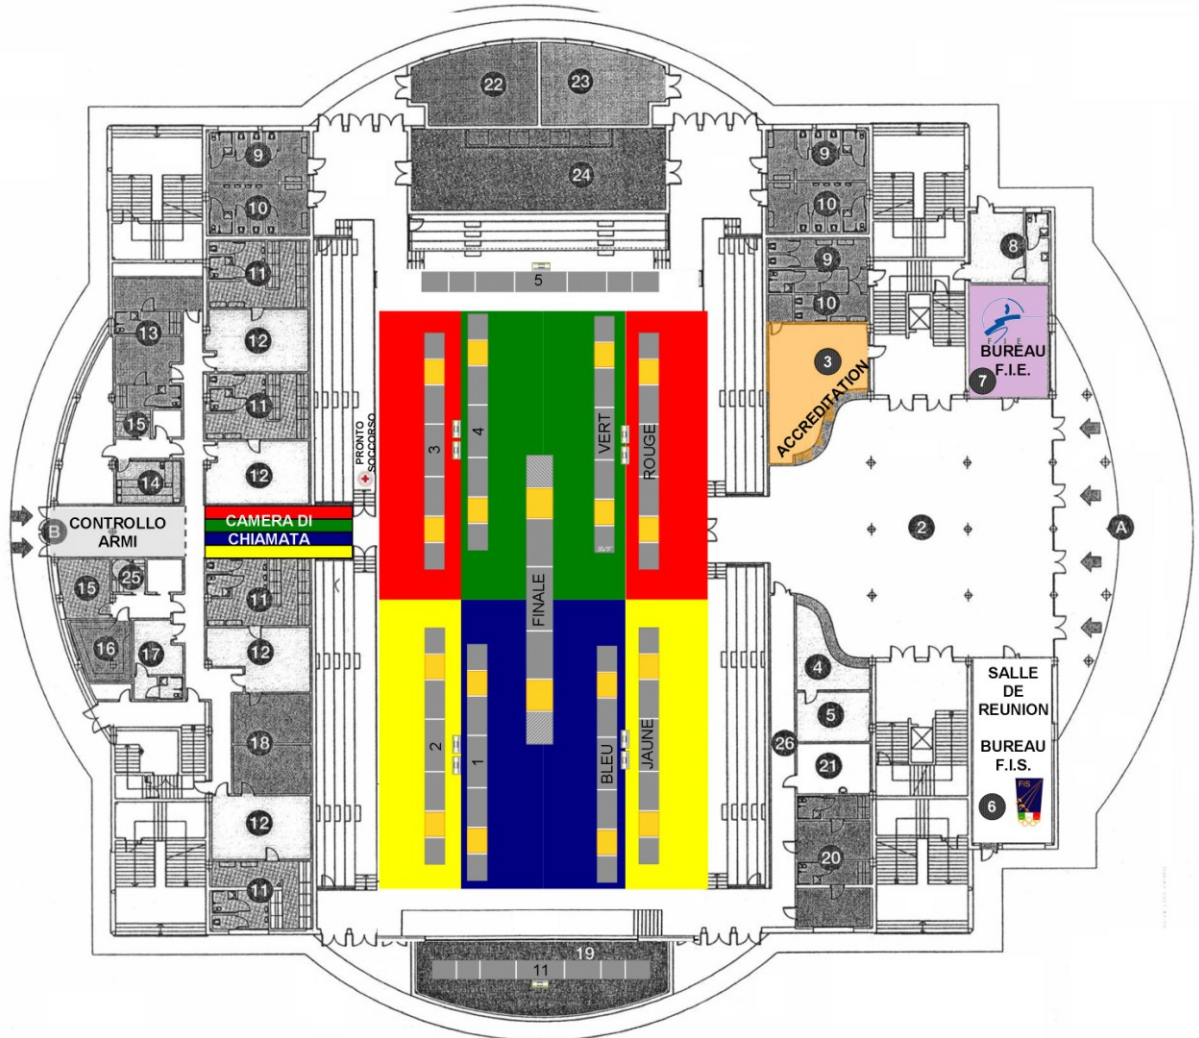 22
23
24
9
10
11
12
11
12
13
15
14
9
10
9
10
8
7
F I E
BUREAU
F.I.E.
3
ACCREDITATION
5
PRONTO
SOCCORSO
3
4
VERT
ROUGE
FINALE
2
A
B
CONTROLLO
ARMI
CAMERA DI
CHIAMATA
15
25
16
17
11
12
18
12
11
2
1
BLEU
JAUNE
4
5
26
21
20
SALLE
DE
REUNION
BUREAU
F.I.S.
6
FIS
19
11